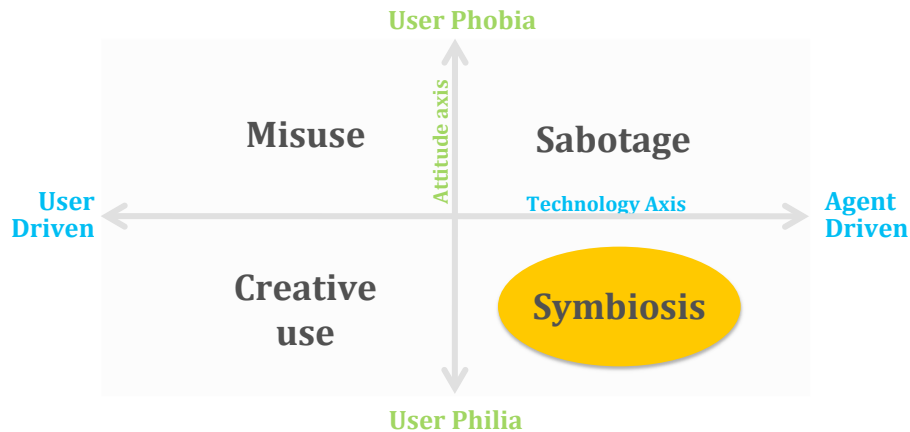 User Phobia
Attitude axis
Misuse
Sabotage
User
Driven
Technology Axis
Agent
Driven
Creative
use
Symbiosis
User Philia